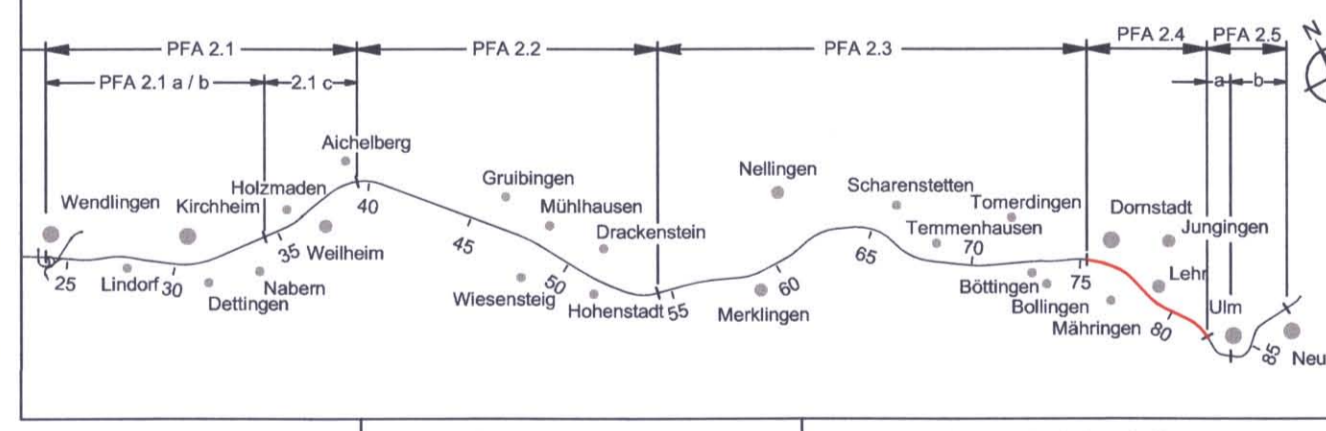 PFA 2.1
PFA 2.2
PFA 2.3
PFA 2.4
PFA 2.5
PFA 2.1 a / b
2.1 c
a
b
N
Aichelberg
Wendlingen
Holzmaden
Kirchheim
40
Gruibingen
Mühlhausen
Drackenstein
Nellingen
Scharenstetten
Tomerdingen
Temmenhausen
Dornstadt
Jungingen
35
Weilheim
45
65
70
25
Lindorf
30
Dettingen
Nabern
Wiesensteig
50
Hohenstadt
55
Merklingen
60
Böttingen
75
Bollingen
Lehr
Mähringen
80
Ulm
85
Neu